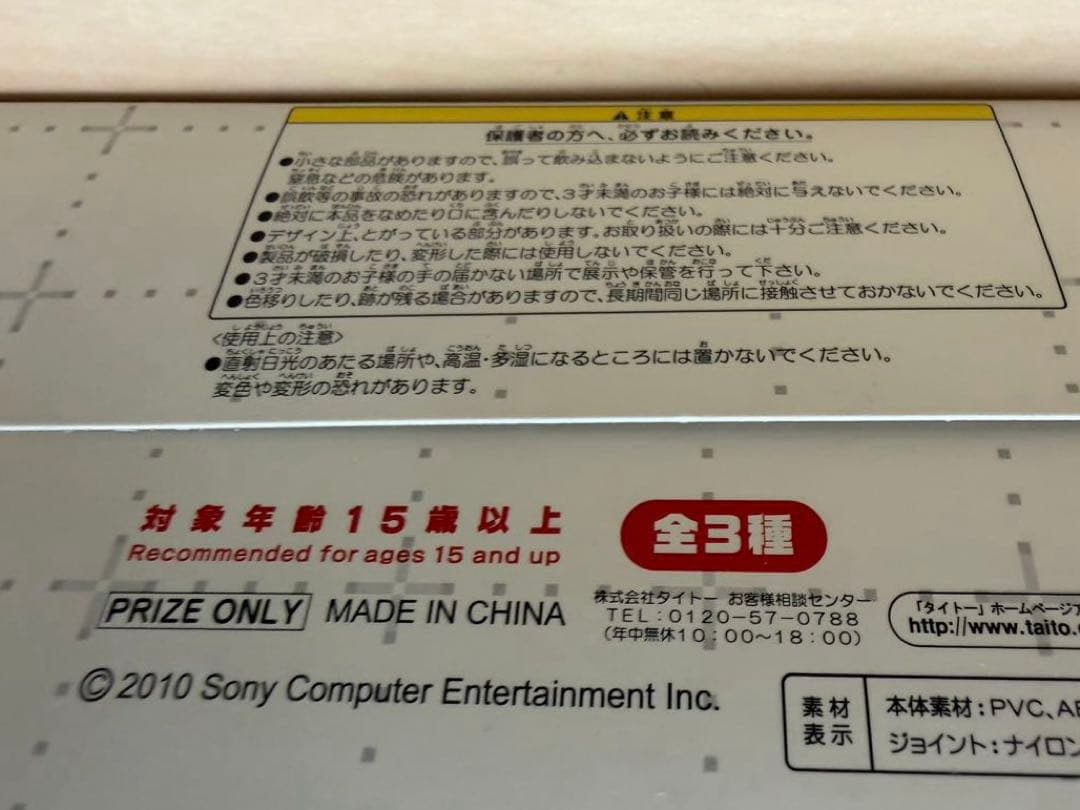 注意
保護者の方へ、必ずお読みください。
●小さな部品がありますので、誤って飲み込まないようにご注意ください。
窒息などの危険があります。
●誤飲等の事故の恐れがありますので、3才未満のお子様には絶対に与えないでください。
●絶対に本品をなめたり口に含んだりしないでください。
●デザイン上、とがっている部分があります。お取り扱いの際には十分ご注意ください。
●製品が破損したり、変形した際には使用しないでください。
●3才未満のお子様の手の届かない場所で展示や保管を行って下さい。
●色移りしたり、跡が残る場合がありますので、長期間同じ場所に接触させておかないでください。
〈使用上の注意〉
●直射日光のあたる場所や、高温・多湿になるところには置かないでください。
変色や変形の恐れがあります。
対象年齢15歳以上
Recommended for ages 15 and up
全3種
PRIZE ONLY MADE IN CHINA
株式会社タイトー お客様相談センター
TEL:0120-57-0788
(年中無休10:00～18:00)
「タイトー」ホームページア
http://www.taito.c
©2010 Sony Computer Entertainment Inc.
素材表示
本体素材:PVC、AB
ジョイント:ナイロン